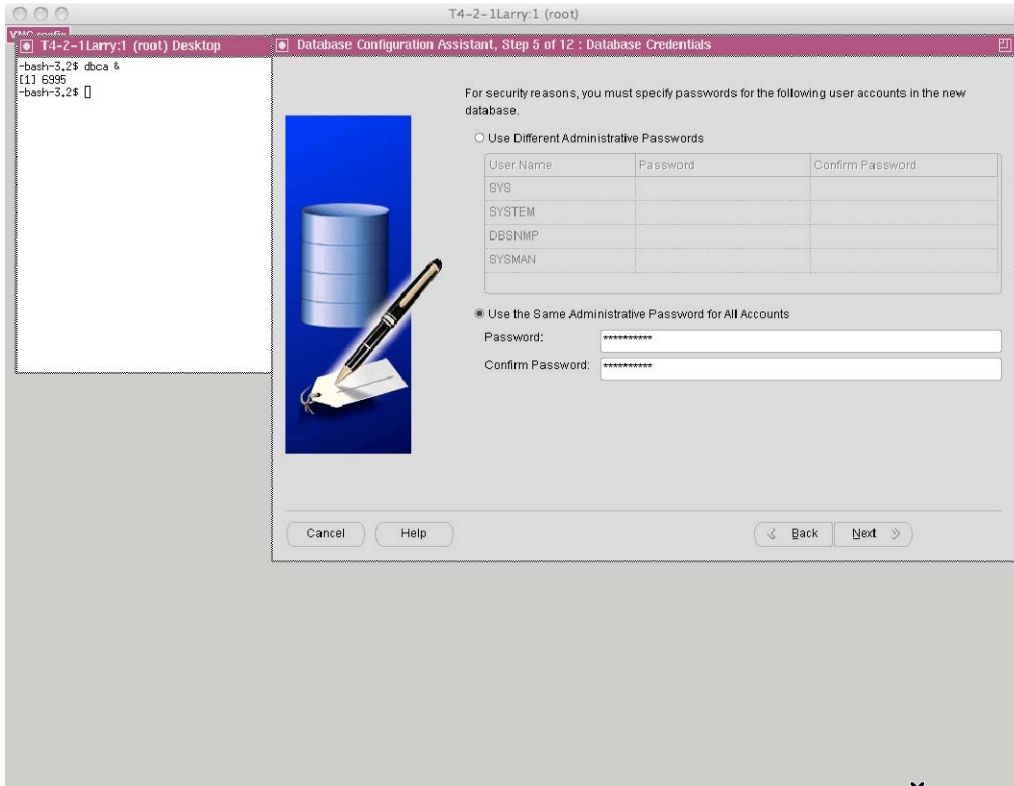 T4-2-1Larry:1 (root)
VNC config
T4-2-1Larry:1 (root) Desktop
-bash-3.2$ dbca &
[1] 6995
-bash-3.2$
Database Configuration Assistant, Step 5 of 12 : Database Credentials
For security reasons, you must specify passwords for the following user accounts in the new
database.
Use Different Administrative Passwords
User Name Password Confirm Password
SYS
SYSTEM
DBSNMP
SYSMAN
Use the Same Administrative Password for All Accounts
Password: **********
Confirm Password: **********
Cancel Help Back Next